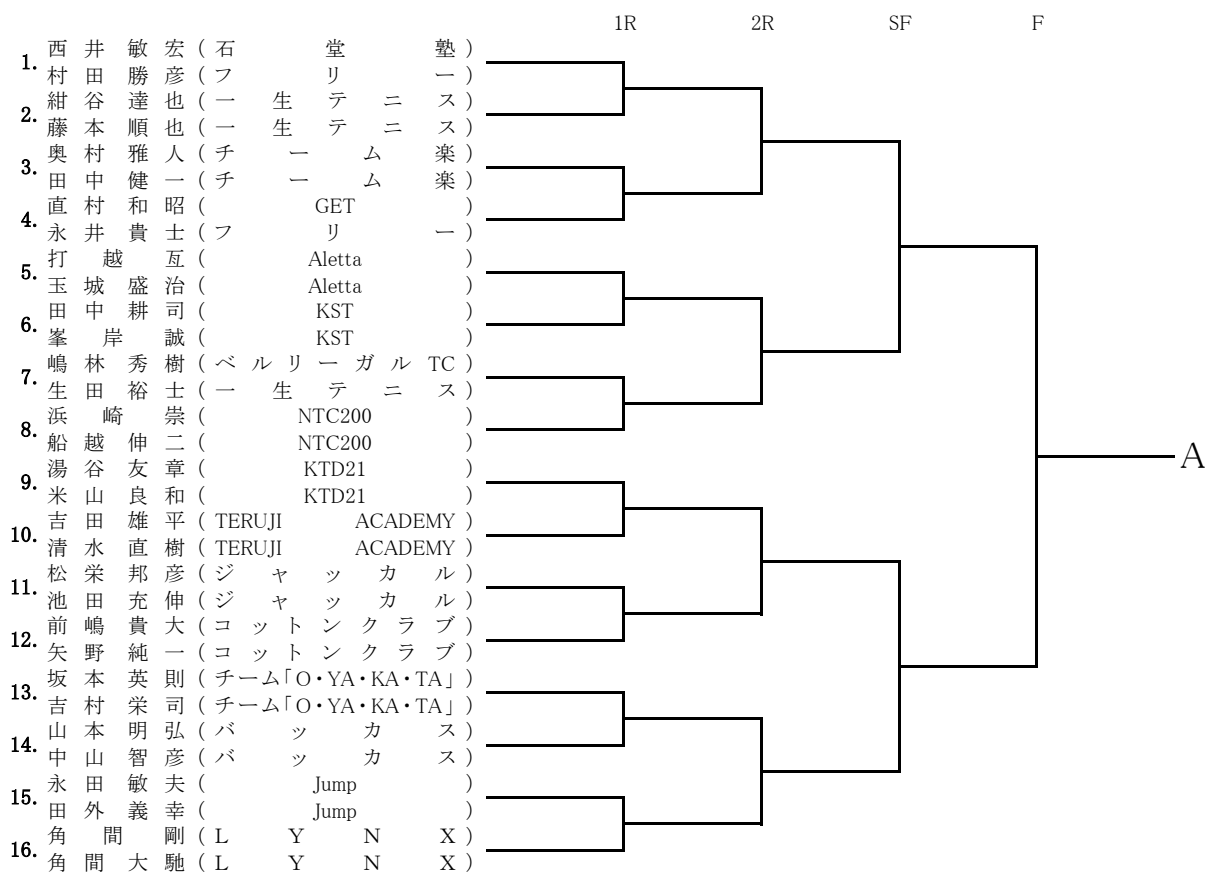 1R 2R SF F
西井敏宏(石堂塾)
1.
村田勝彦(フリー)
紺谷達也(一生テニス)
2.
藤本順也(一生テニス)
奥村雅人(チーム楽)
3.
田中健一(チーム楽)
直村和昭(GET)
4.
永井貴士(フリー)
打越亙(Aletta)
5.
玉城盛治(Aletta)
田中耕司(KST)
6.
峯岸誠(KST)
嶋林秀樹(ベルリーガルTC)
7.
生田裕士(一生テニス)
浜崎崇(NTC200)
8.
船越伸二(NTC200)
A
湯谷友章(KTD21)
9.
米山良和(KTD21)
吉田雄平(TERUJI ACADEMY)
10.
清水直樹(TERUJI ACADEMY)
松栄邦彦(ジャッカル)
11.
池田充伸(ジャッカル)
前嶋貴大(コットンクラブ)
12.
矢野純一(コットンクラブ)
坂本英則(チーム「O・YA・KA・TA」)
13.
吉村栄司(チーム「O・YA・KA・TA」)
山本明弘(バッカス)
14.
中山智彦(バッカス)
永田敏夫(Jump)
15.
田外義幸(Jump)
角間剛(LYNX)
16.
角間大馳(LYNX)